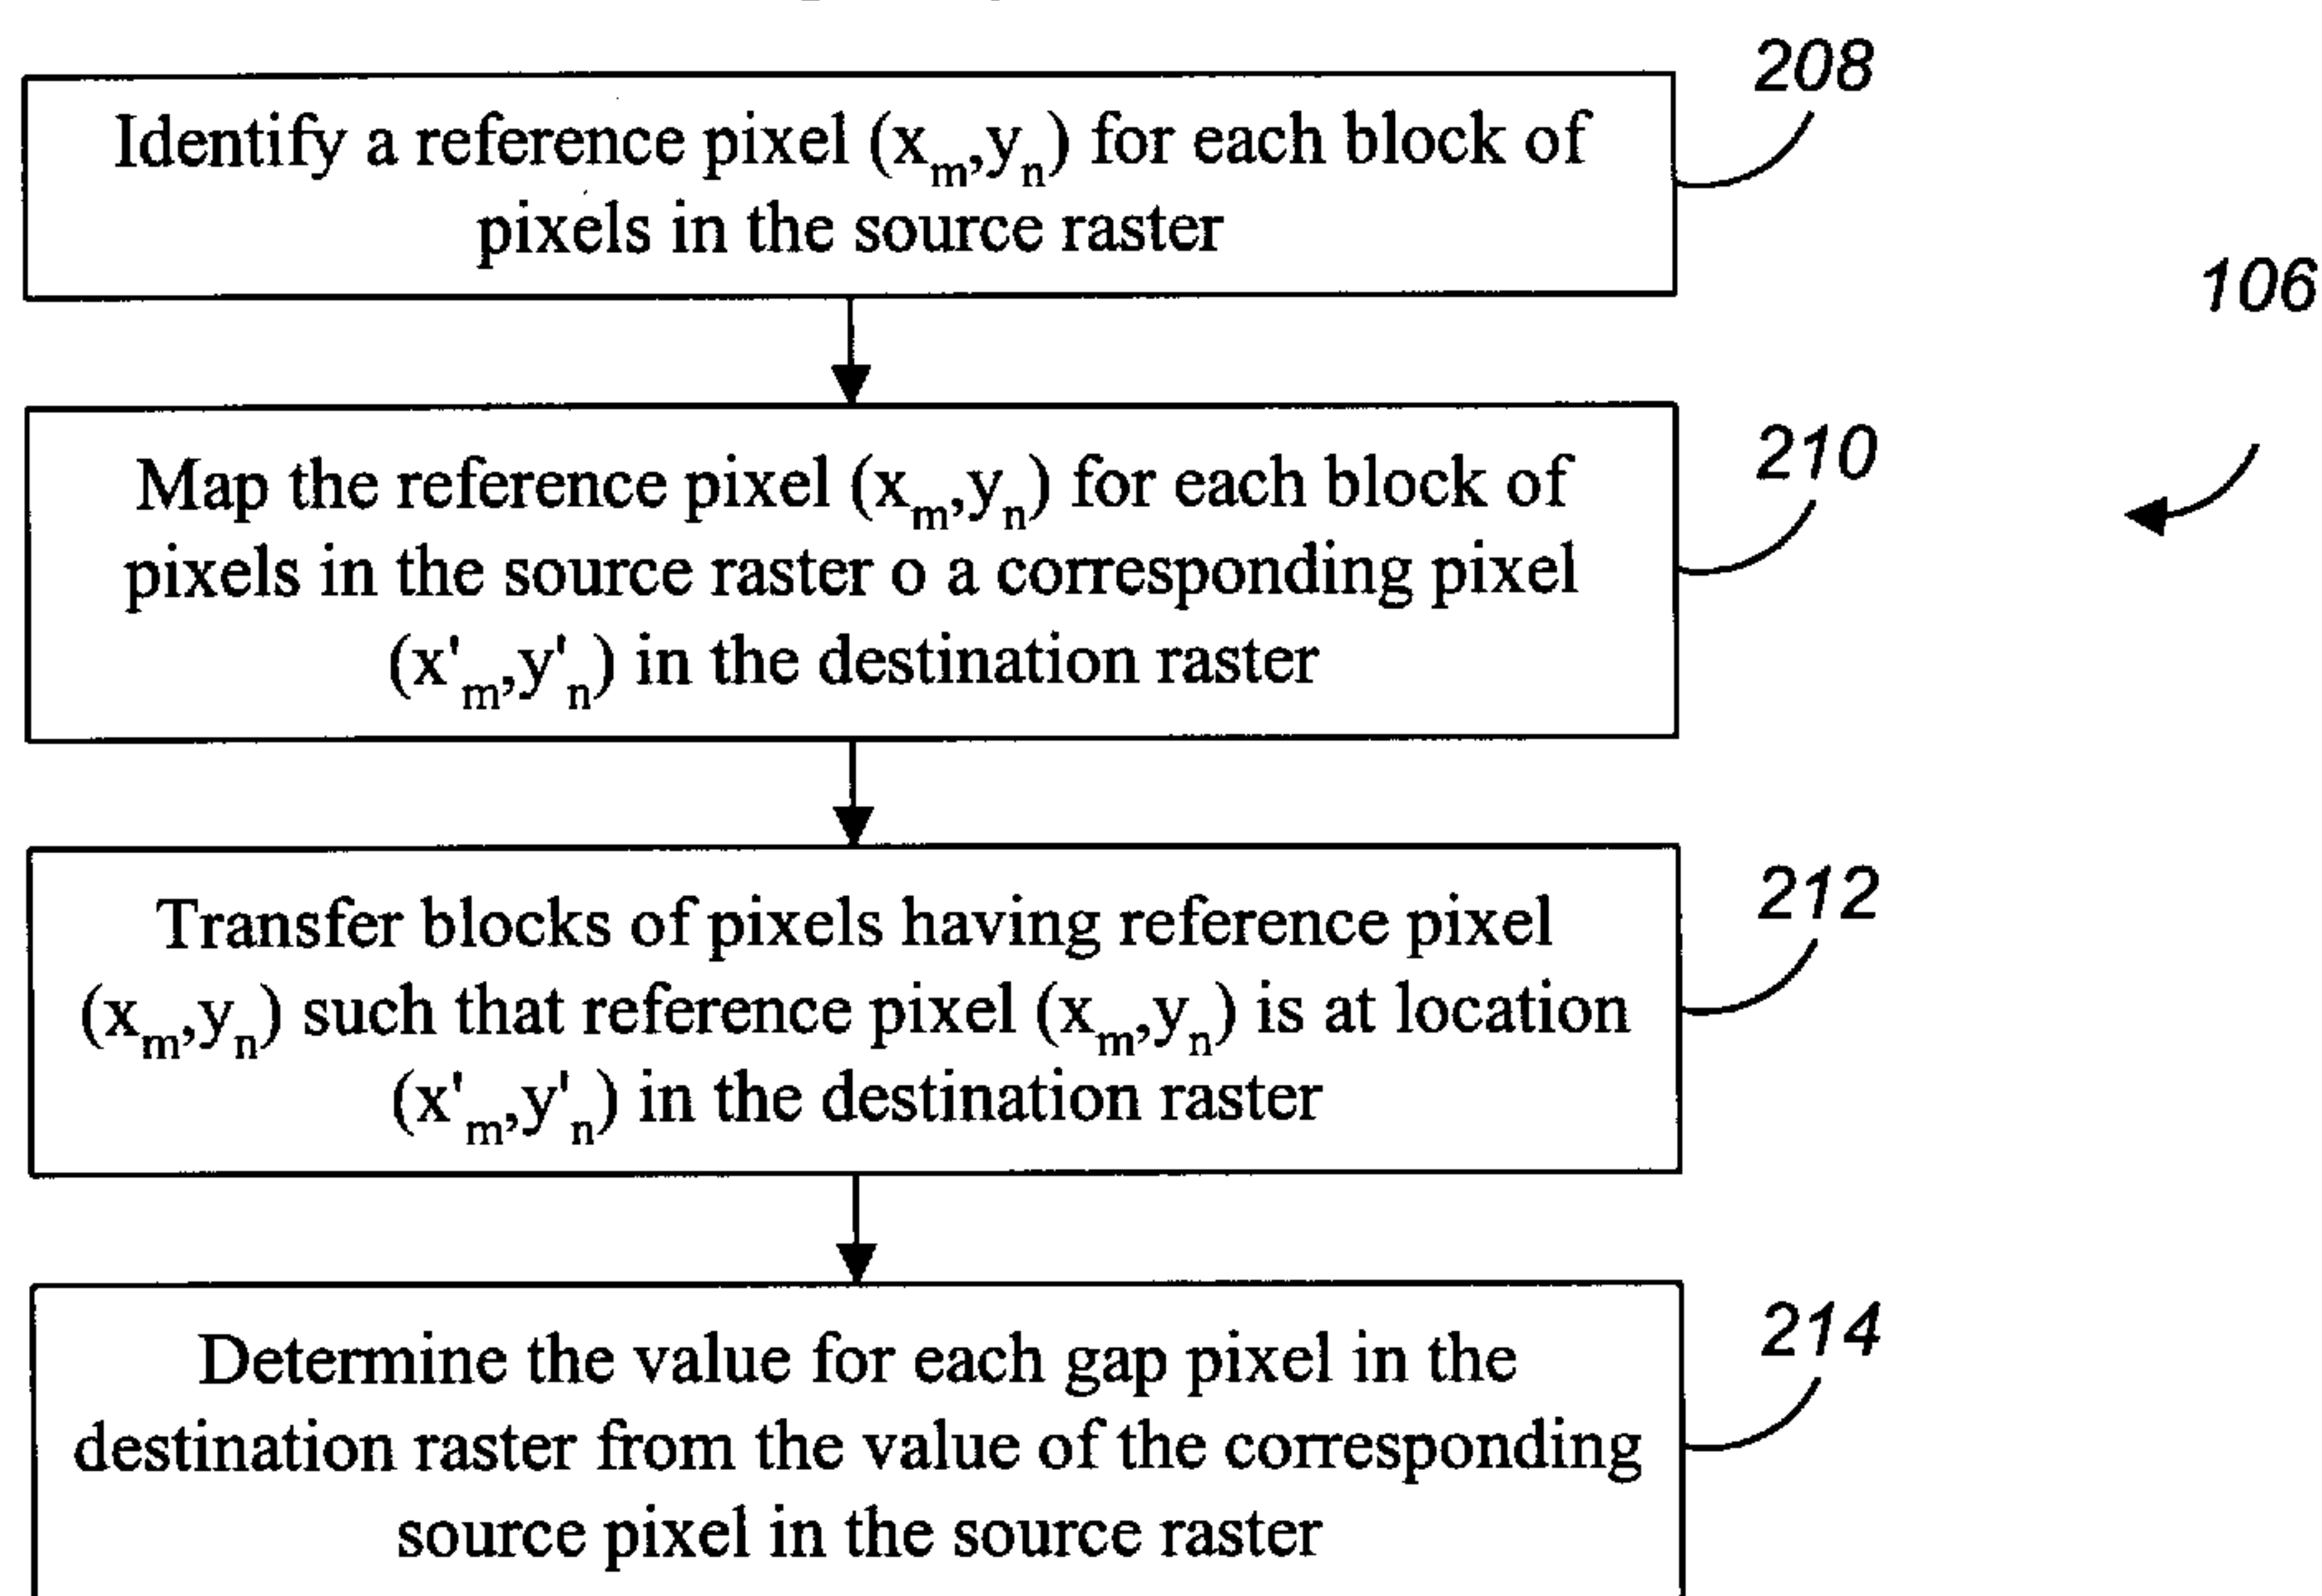 208
Identify a reference pixel (xm,yn) for each block of
pixels in the source raster
106
210
Map the reference pixel (xm,yn) for each block of
pixels in the source raster o a corresponding pixel
(x'm,y'n) in the destination raster
212
Transfer blocks of pixels having reference pixel
(xm,yn) such that reference pixel (xm,yn) is at location
(x'm,y'n) in the destination raster
214
Determine the value for each gap pixel in the
destination raster from the value of the corresponding
source pixel in the source raster